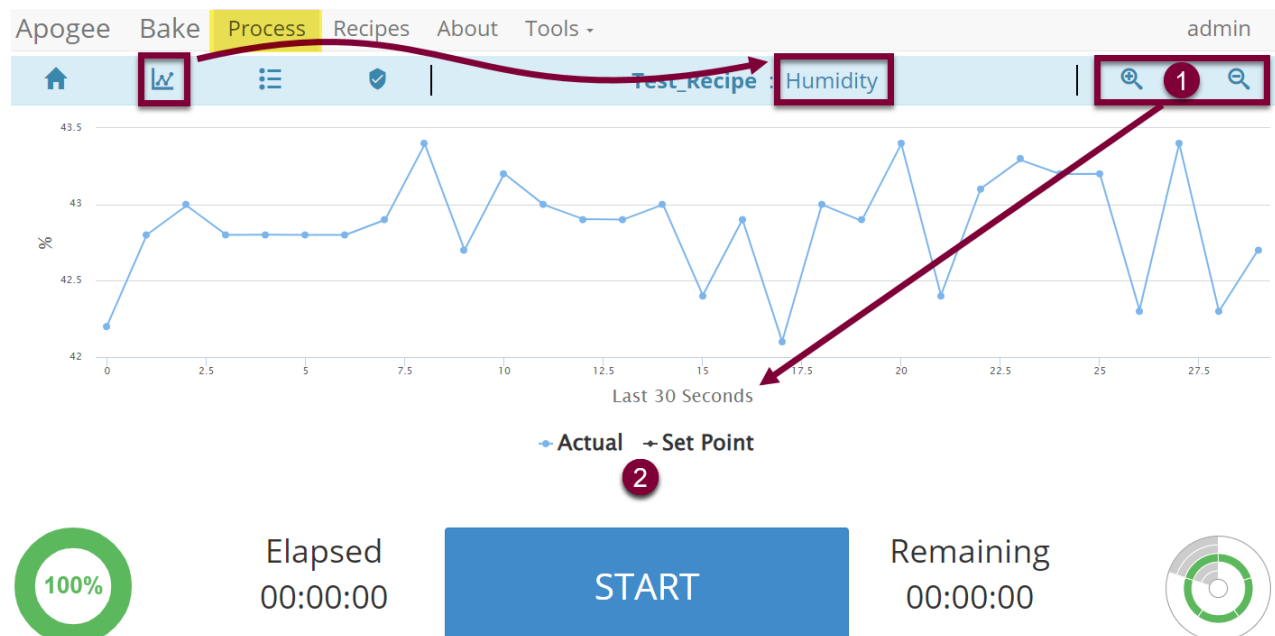 Apogee Bake Process Recipes About Tools admin
Test_Recipe : Humidity
1
43.5
43
%
42.5
42
0 2.5 5 7.5 10 12.5 15 17.5 20 22.5 25 27.5
Last 30 Seconds
Actual Set Point
2
Elapsed
00:00:00
START
Remaining
00:00:00
100%